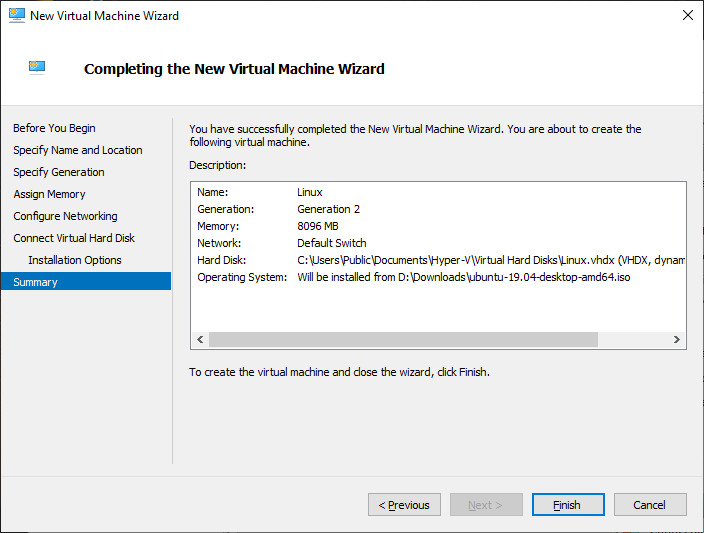 New Virtual Machine Wizard
Completing the New Virtual Machine Wizard
Before You Begin
Specify Name and Location
Specify Generation
Assign Memory
Configure Networking
Connect Virtual Hard Disk
Installation Options
Summary
You have successfully completed the New Virtual Machine Wizard. You are about to create the
following virtual machine.
Description:
Name: Linux
Generation: Generation 2
Memory: 8096 MB
Network: Default Switch
Hard Disk: C:\Users\Public\Documents\Hyper-V\Virtual Hard Disks\Linux.vhdx (VHDX, dynam
Operating System: Will be installed from D:\Downloads\ubuntu-19.04-desktop-amd64.iso
To create the virtual machine and close the wizard, click Finish.
< Previous Next > Finish Cancel